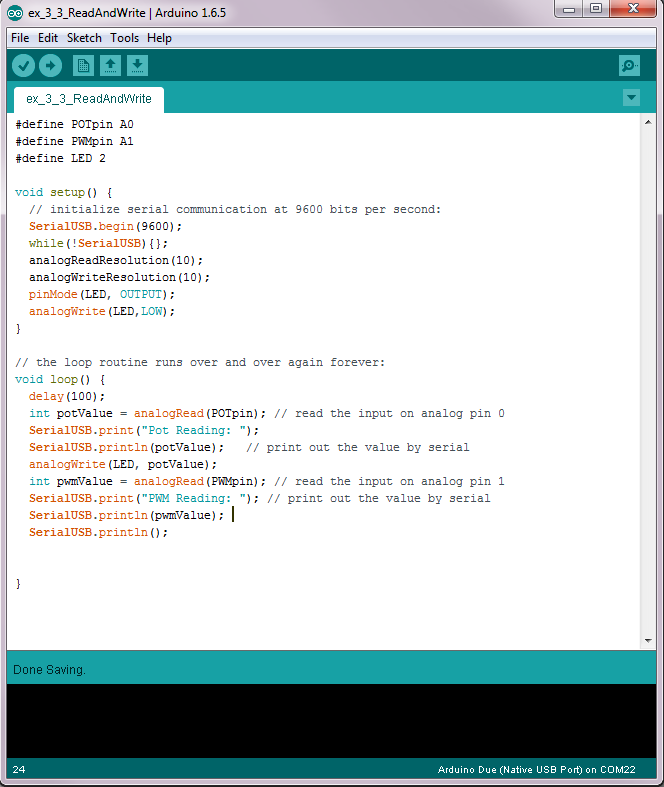 ex_3_3_ReadAndWrite | Arduino 1.6.5
File Edit Sketch Tools Help
ex_3_3_ReadAndWrite
#define POTpin A0
#define PWMpin A1
#define LED 2
void setup() {
  // initialize serial communication at 9600 bits per second:
  SerialUSB.begin(9600);
  while(!SerialUSB){};
  analogReadResolution(10);
  analogWriteResolution(10);
  pinMode(LED, OUTPUT);
  analogWrite(LED,LOW);
}
// the loop routine runs over and over again forever:
void loop() {
  delay(100);
  int potValue = analogRead(POTpin); // read the input on analog pin 0
  SerialUSB.print("Pot Reading: ");
  SerialUSB.println(potValue);   // print out the value by serial
  analogWrite(LED, potValue);
  int pwmValue = analogRead(PWMpin); // read the input on analog pin 1
  SerialUSB.print("PWM Reading: "); // print out the value by serial
  SerialUSB.println(pwmValue);
  SerialUSB.println();
}
Done Saving.
24 Arduino Due (Native USB Port) on COM22